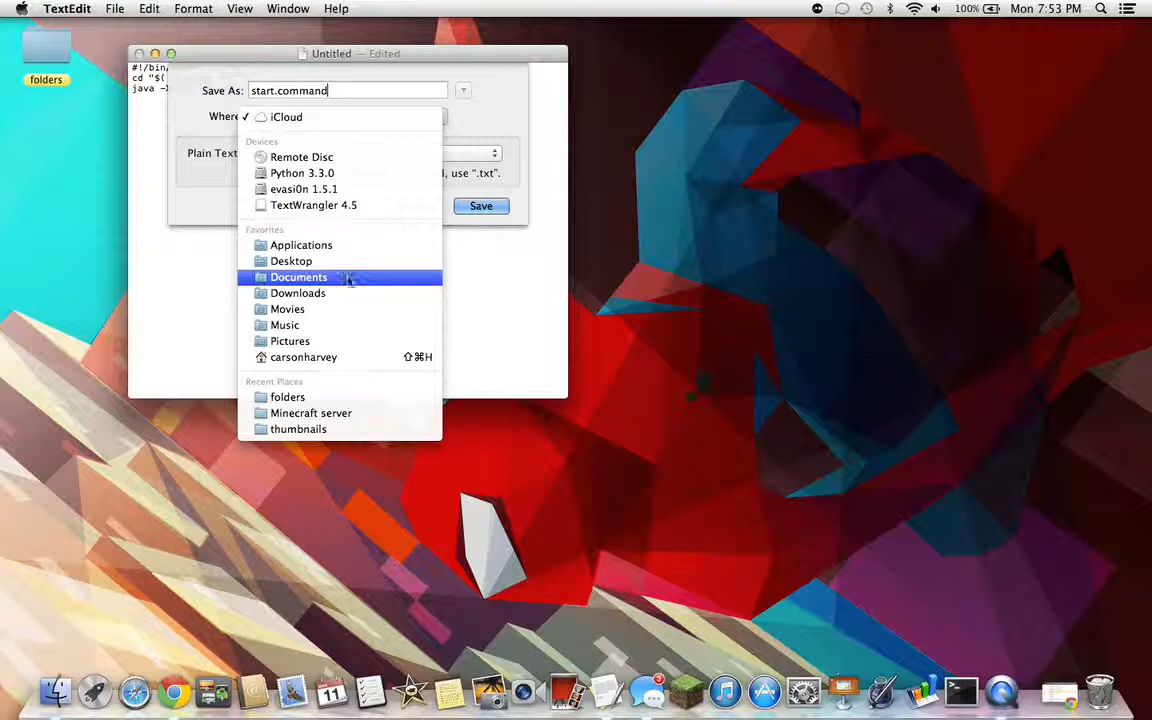 TextEdit File Edit Format View Window Help 100% Mon 7:53 PM
folders
Untitled — Edited
#!/bin/
cd "$(
java -
Save As: start.command
Where
iCloud
Devices
Remote Disc
Plain Text
Python 3.3.0
, use “.txt”.
evasi0n 1.5.1
TextWrangler 4.5
Save
Favorites
Applications
Desktop
Documents
Downloads
Movies
Music
Pictures
carsonharvey ⇧⌘H
Recent Places
folders
Minecraft server
thumbnails
11
3